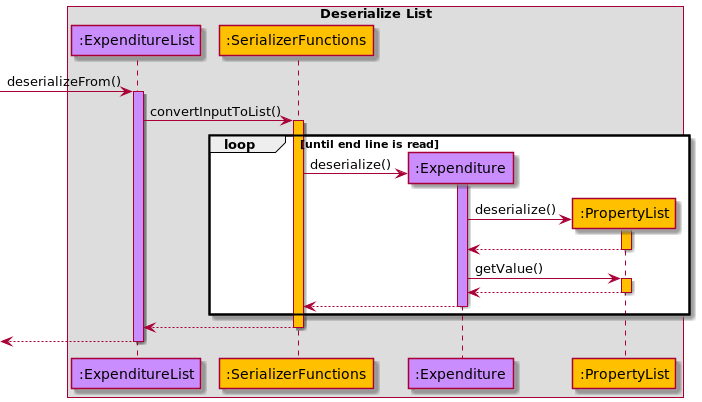 Deserialize List
:ExpenditureList
:SerializerFunctions
deserializeFrom()
convertInputToList()
loop
[until end line is read]
deserialize()
:Expenditure
deserialize()
:PropertyList
getValue()
:ExpenditureList
:SerializerFunctions
:Expenditure
:PropertyList